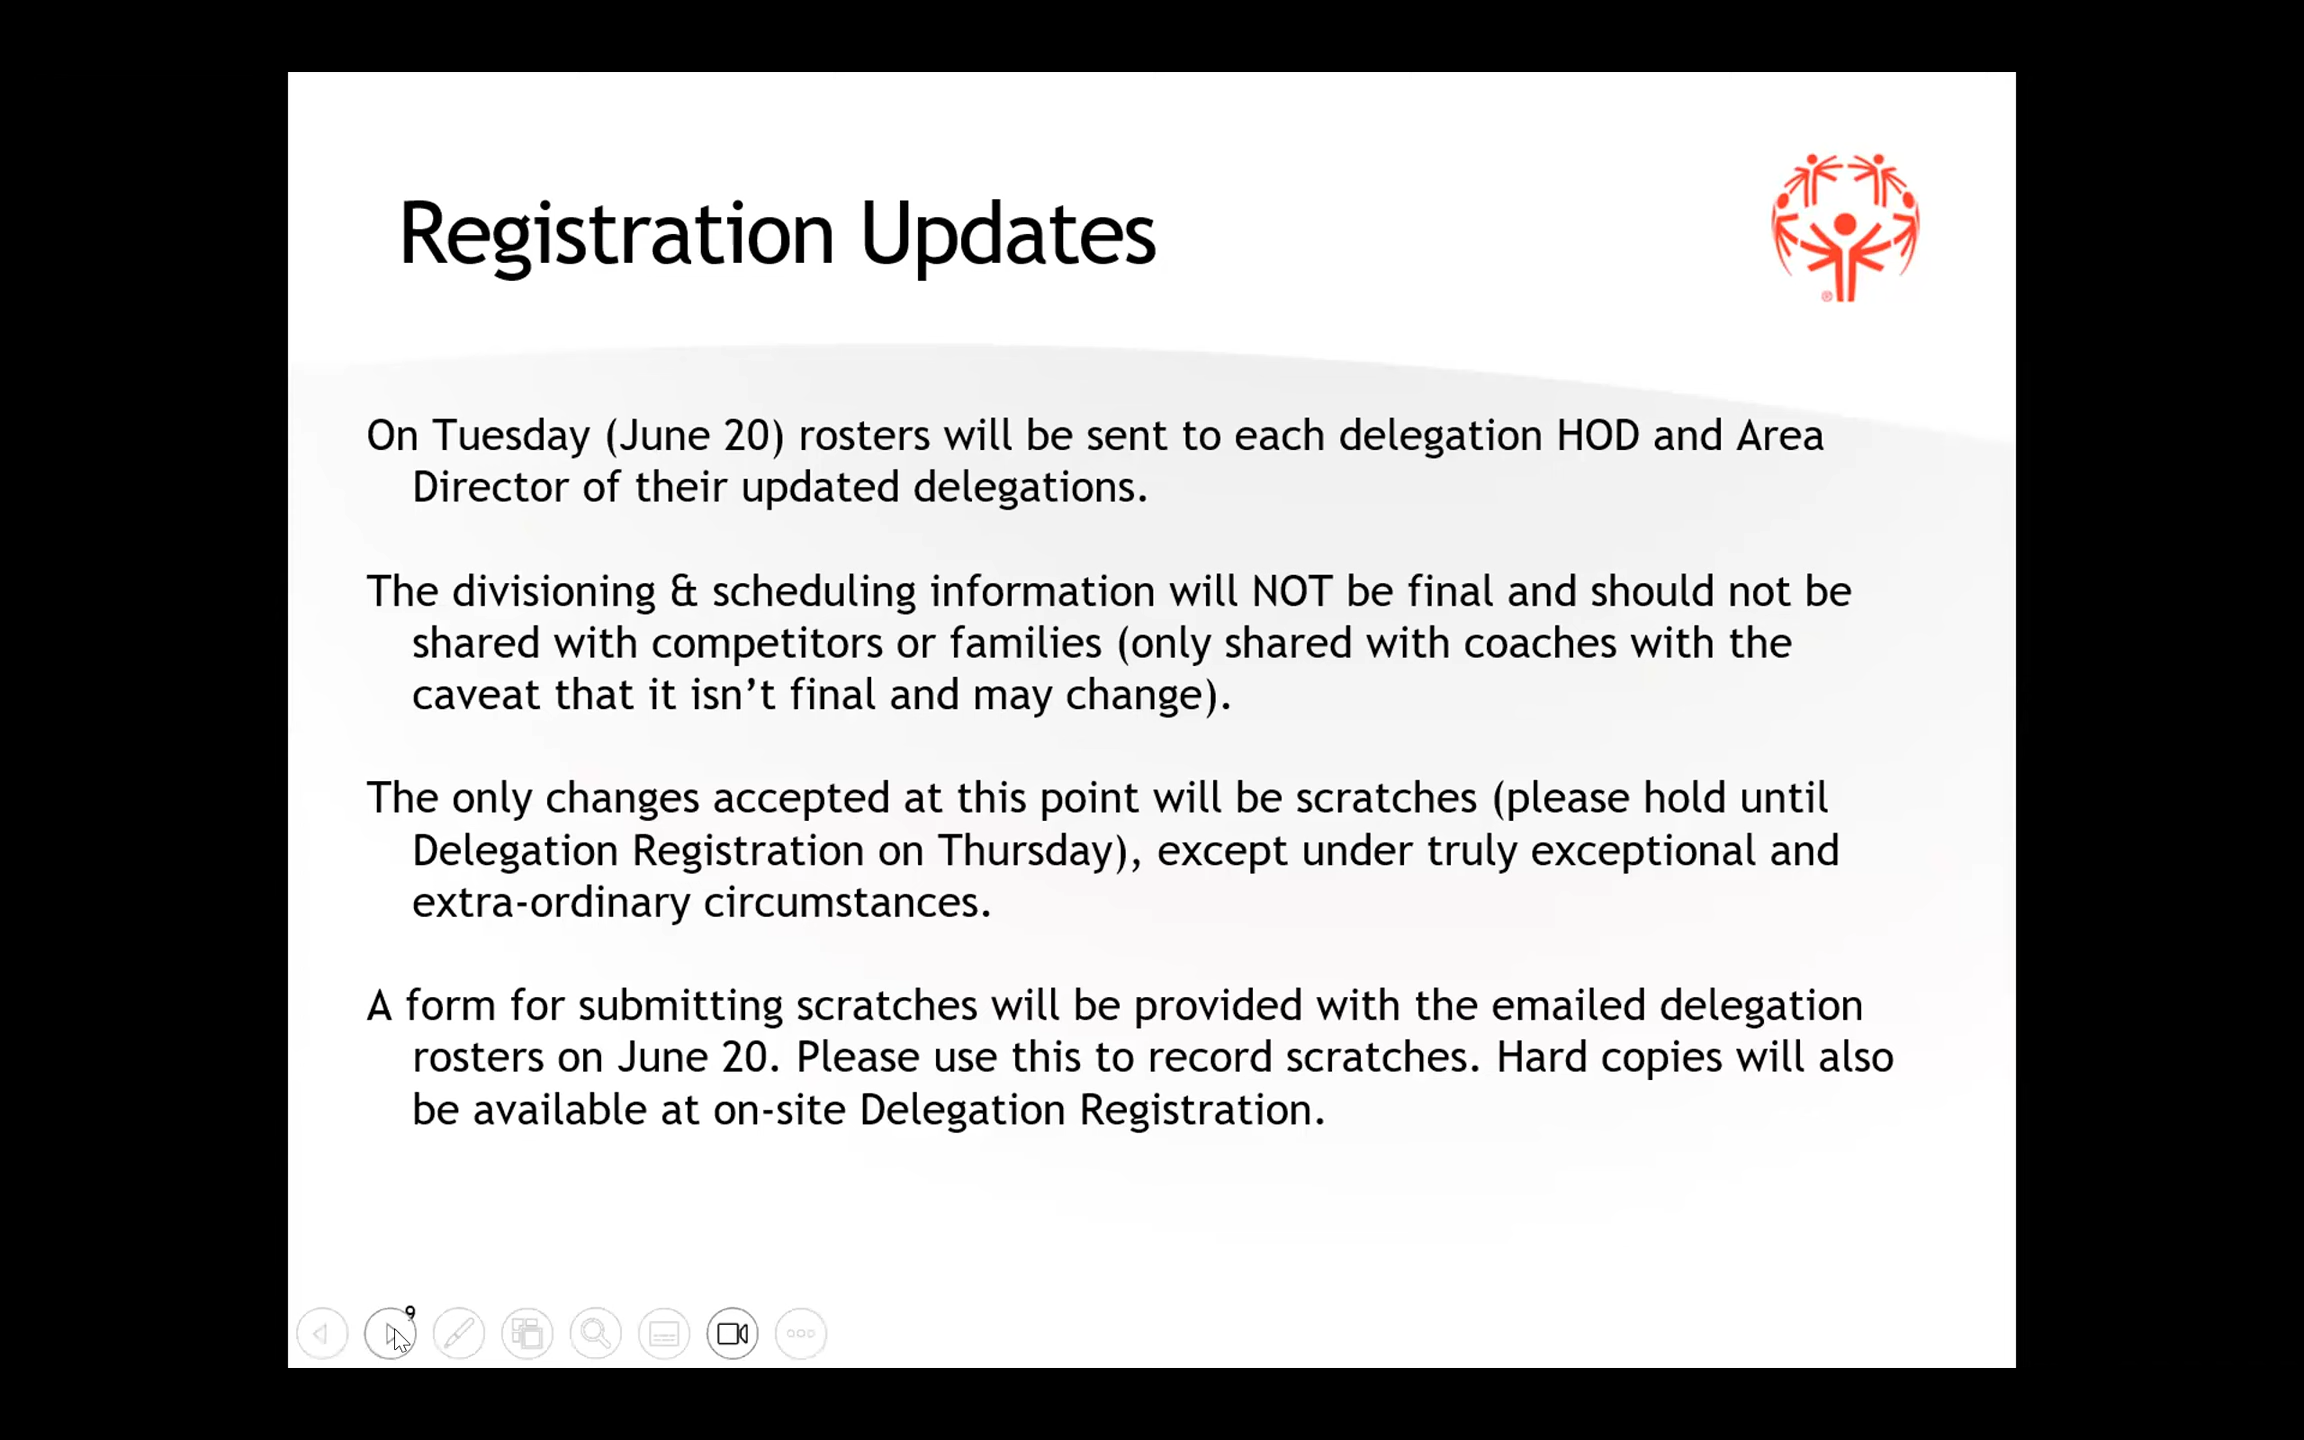 Registration Updates
On Tuesday (June 20) rosters will be sent to each delegation HOD and Area
Director of their updated delegations.
The divisioning & scheduling information will NOT be final and should not be
shared with competitors or families (only shared with coaches with the
caveat that it isn’t final and may change).
The only changes accepted at this point will be scratches (please hold until
Delegation Registration on Thursday), except under truly exceptional and
extra-ordinary circumstances.
A form for submitting scratches will be provided with the emailed delegation
rosters on June 20. Please use this to record scratches. Hard copies will also
be available at on-site Delegation Registration.
9